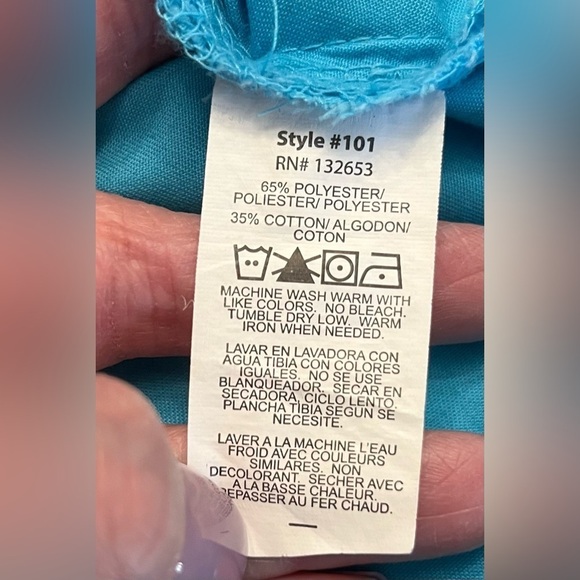 Style #101
RN# 132653
65% POLYESTER/
POLIESTER/ POLYESTER
35% COTTON/ ALGODON/
COTON
MACHINE WASH WARM WITH
LIKE COLORS. NO BLEACH.
TUMBLE DRY LOW. WARM
IRON WHEN NEEDED.
LAVAR EN LAVADORA CON
AGUA TIBIA CON COLORES
IGUALES. NO SE USE
BLANQUEADOR. SECAR EN
SECADORA, CICLO LENTO.
PLANCHA TIBIA SEGUN SE
NECESITE.
LAVER A LA MACHINE L'EAU
FROID AVEC COULEURS
SIMILARES. NON
DECOLORANT. SECHER AVEC
A LA BASSE CHALEUR.
REPASSER AU FER CHAUD.